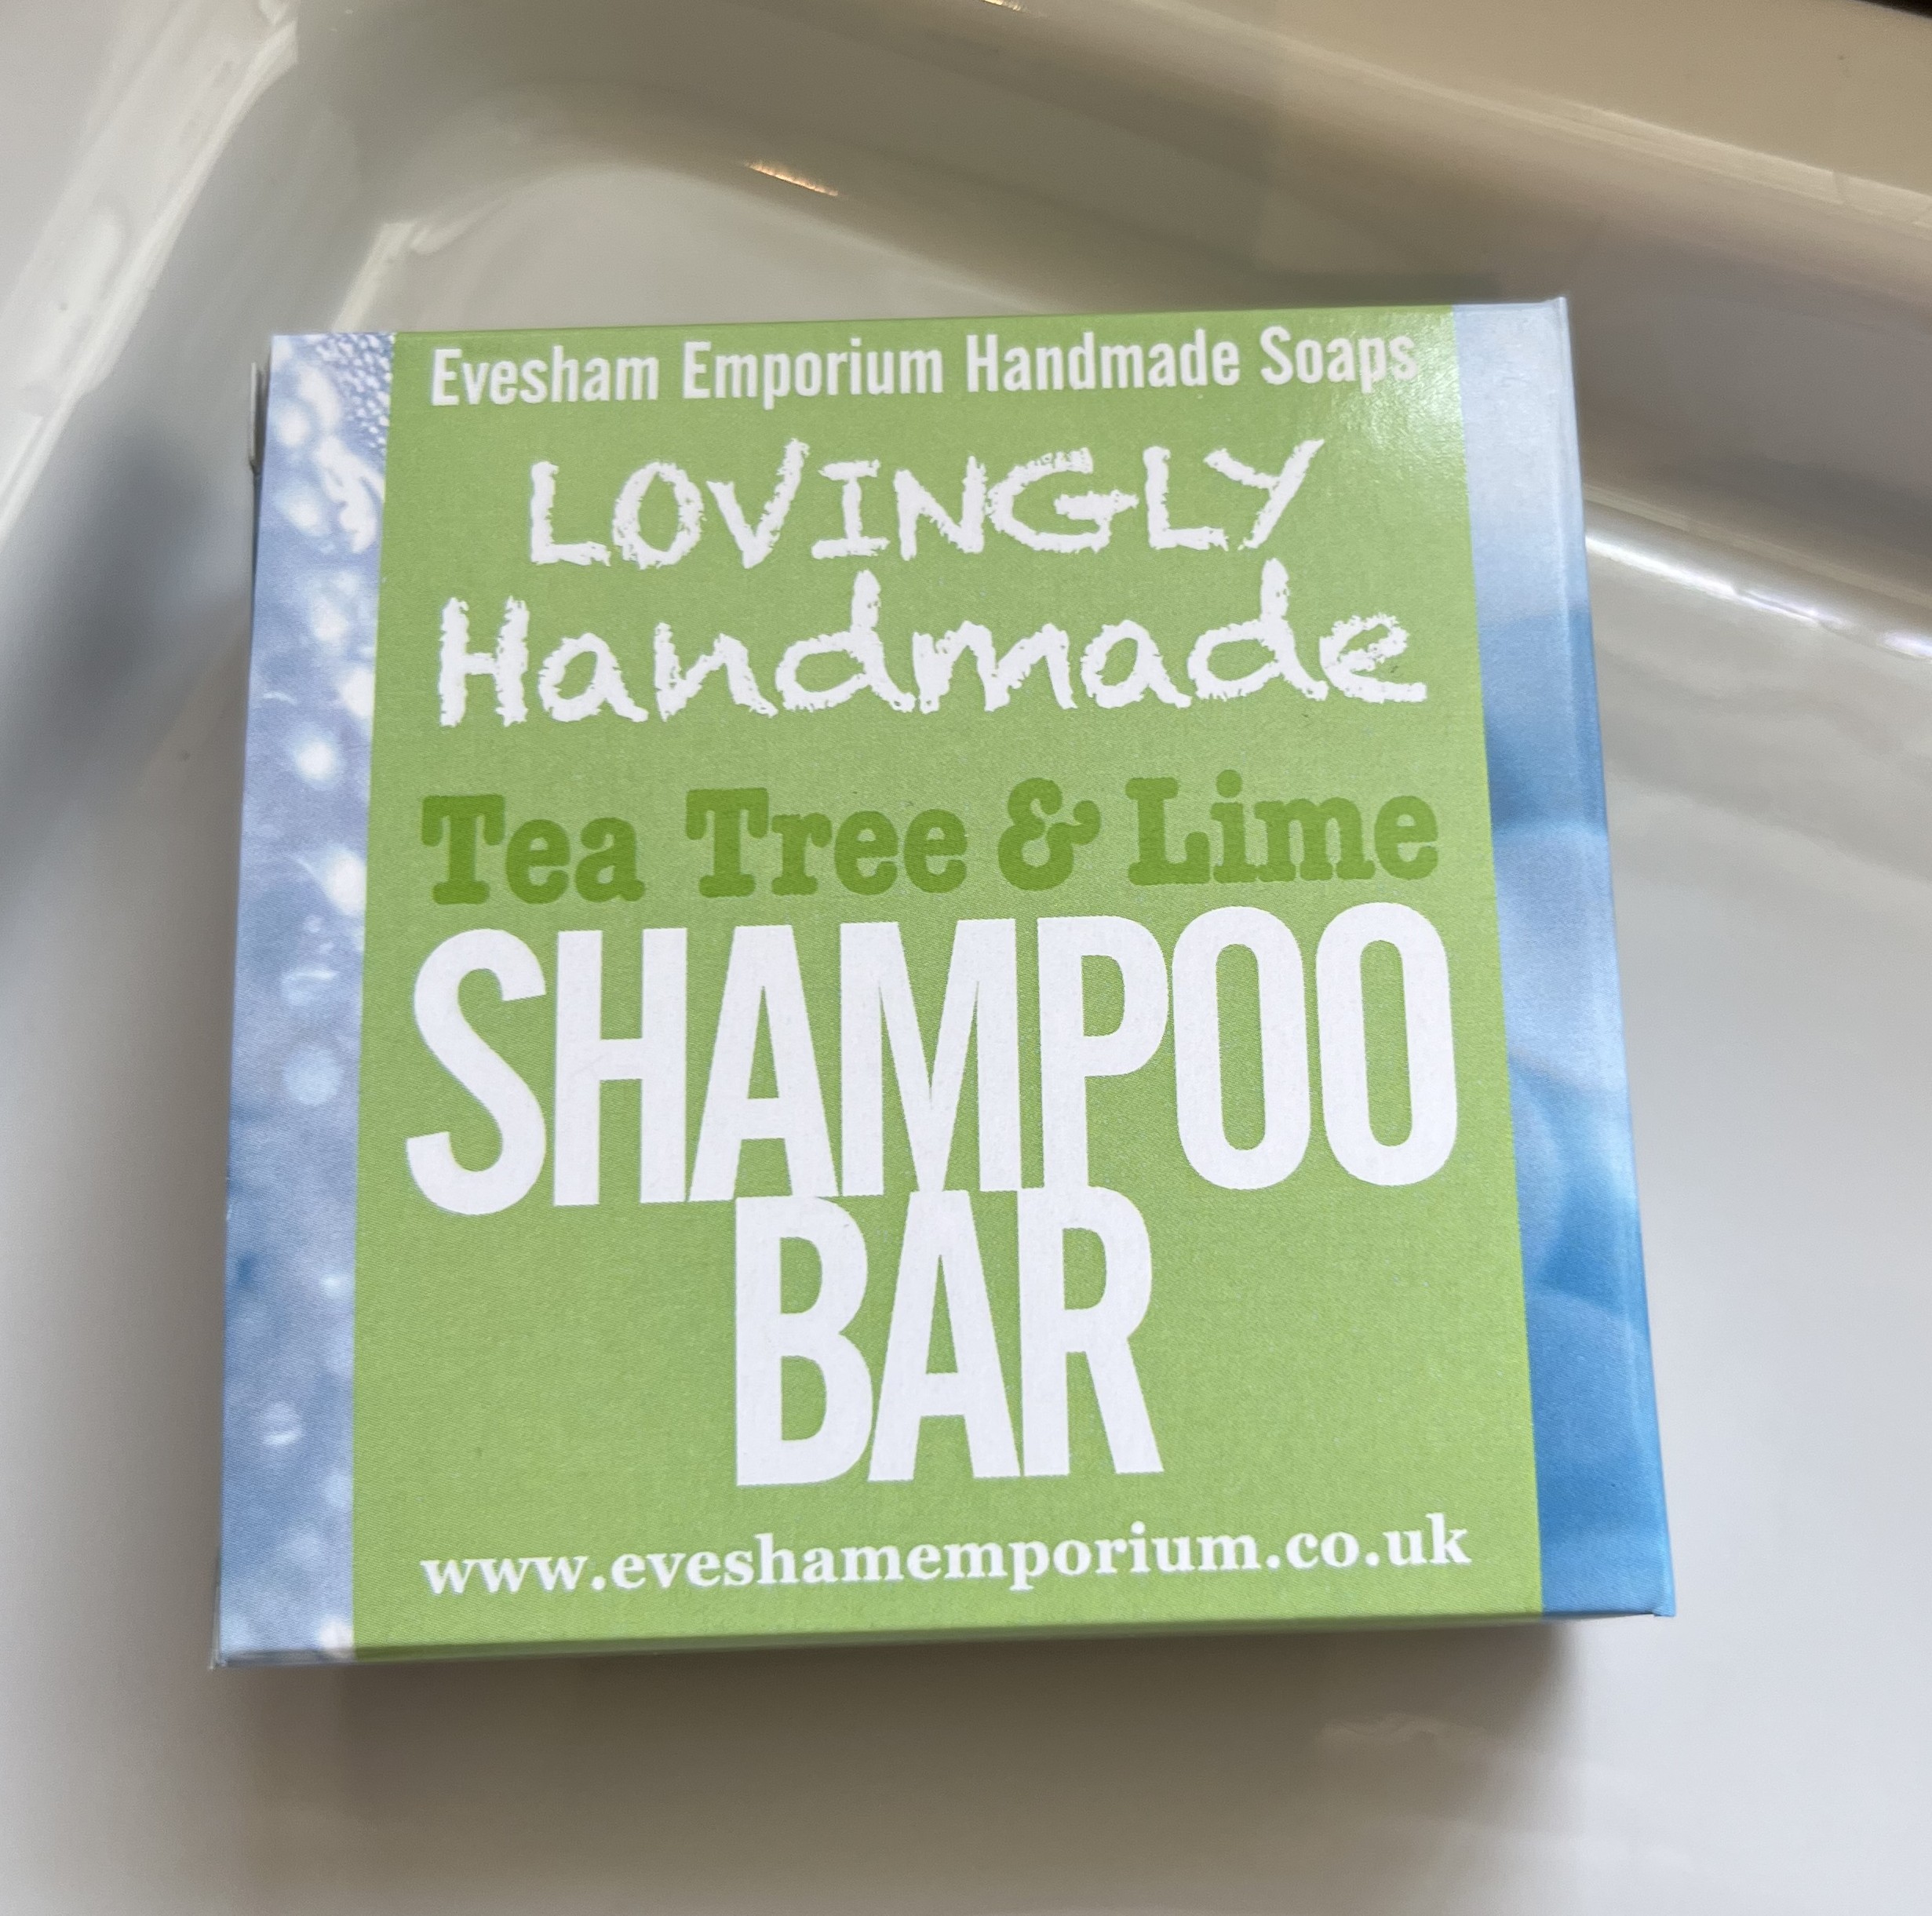 Evesham Emporium Handmade Soaps
LOVINGLY
Handmade
Tea Tree & Lime
SHAMPOO
BAR
www.eveshamemporium.co.uk